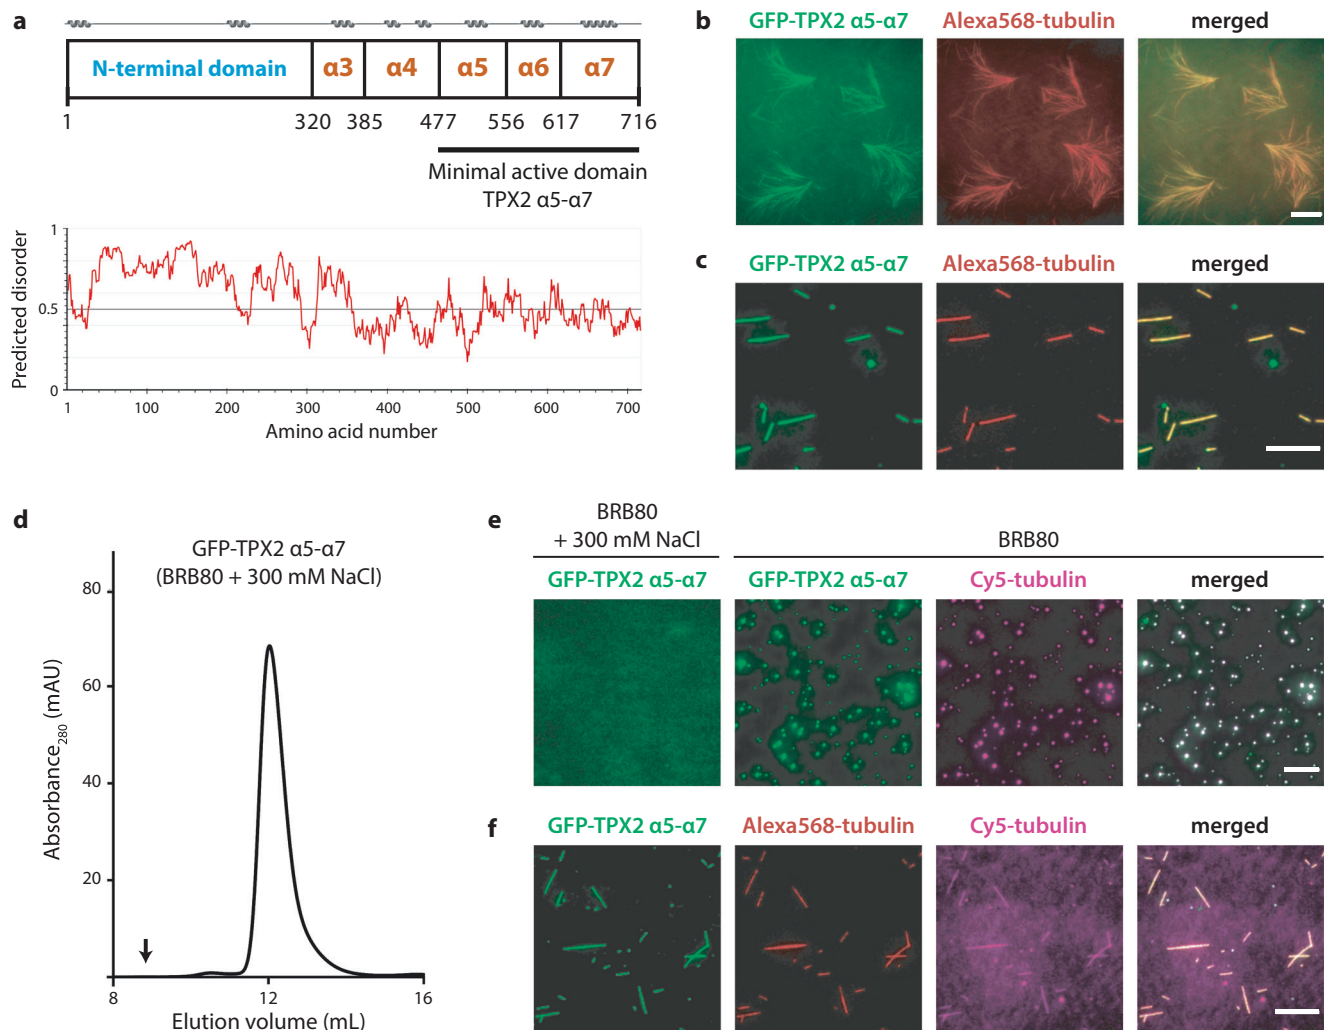 a
N-terminal domain α3 α4 α5 α6 α7
1 320 385 477 556 617 716
Minimal active domain
TPX2 α5-α7
Predicted disorder
1
0.5
0
1 100 200 300 400 500 600 700
Amino acid number
b
GFP-TPX2 α5-α7 Alexa568-tubulin merged
c
GFP-TPX2 α5-α7 Alexa568-tubulin merged
d
GFP-TPX2 α5-α7
(BRB80 + 300 mM NaCl)
Absorbance280 (mAU)
80
60
40
20
8 12 16
Elution volume (mL)
e
BRB80
+ 300 mM NaCl
BRB80
GFP-TPX2 α5-α7 GFP-TPX2 α5-α7 Cy5-tubulin merged
f
GFP-TPX2 α5-α7 Alexa568-tubulin Cy5-tubulin merged